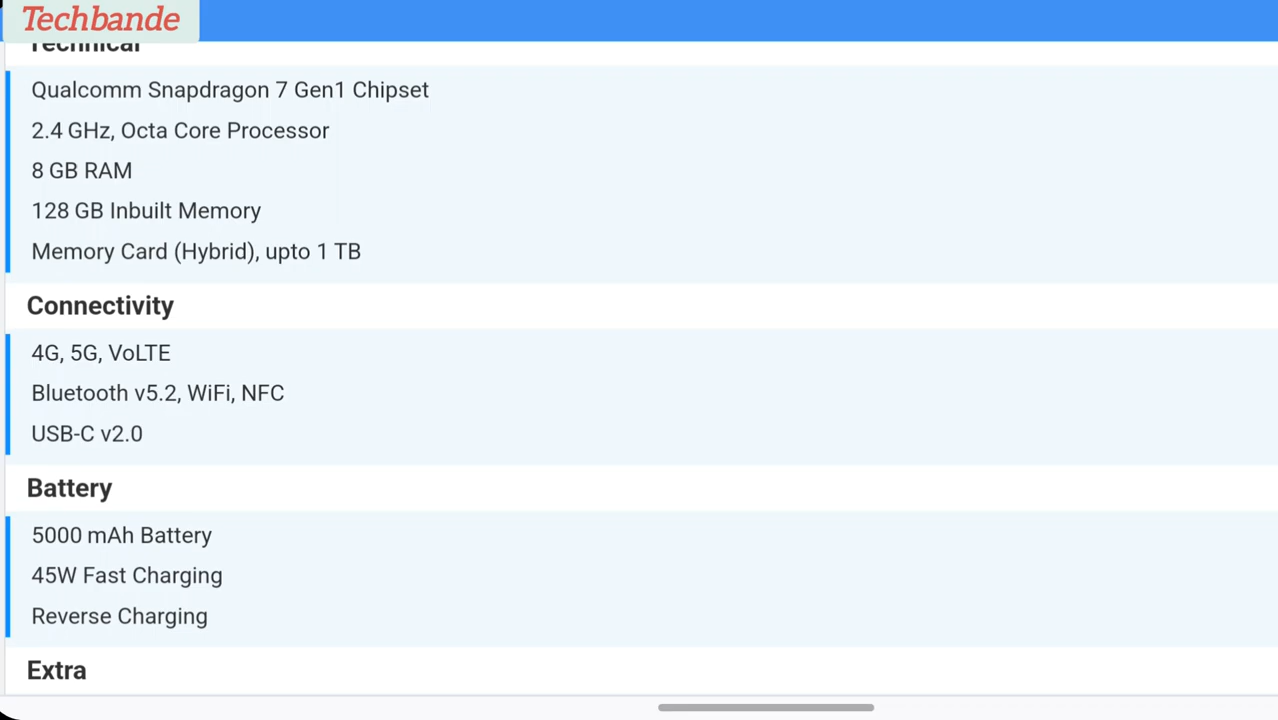 Techbande
Technical
Qualcomm Snapdragon 7 Gen1 Chipset
2.4 GHz, Octa Core Processor
8 GB RAM
128 GB Inbuilt Memory
Memory Card (Hybrid), upto 1 TB
Connectivity
4G, 5G, VoLTE
Bluetooth v5.2, WiFi, NFC
USB-C v2.0
Battery
5000 mAh Battery
45W Fast Charging
Reverse Charging
Extra